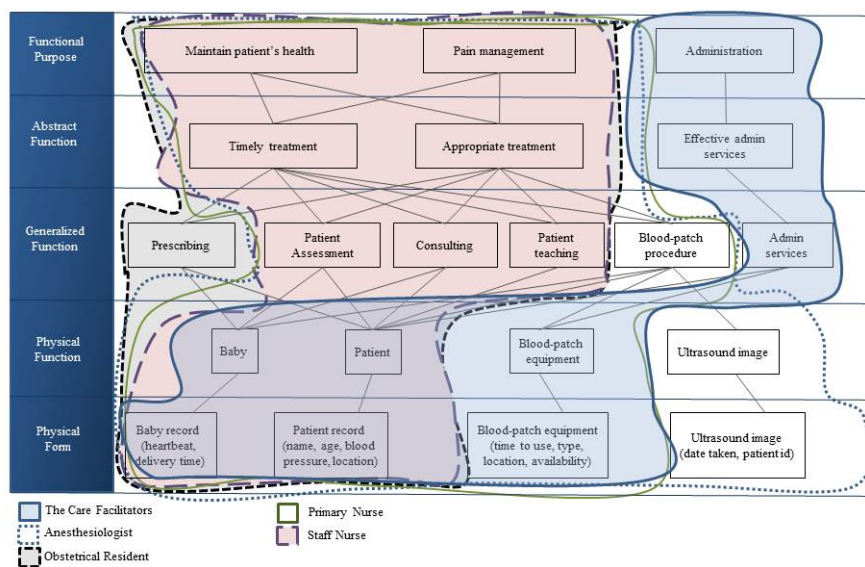 Functional
Purpose
Maintain patient's health
Pain management
Administration
Abstract
Function
Timely treatment
Appropriate treatment
Effective admin
services
Generalized
Function
Prescribing
Patient
Assessment
Consulting
Patient
teaching
Blood-patch
procedure
Admin
services
Physical
Function
Baby
Patient
Blood-patch
equipment
Ultrasound image
Physical
Form
Baby record
(heartbeat,
delivery time)
Patient record
(name, age, blood
pressure, location)
Blood-patch equipment
(time to use, type,
location, availability)
Ultrasound image
(date taken, patient id)
The Care Facilitators
Primary Nurse
Anesthesiologist
Staff Nurse
Obstetrical Resident